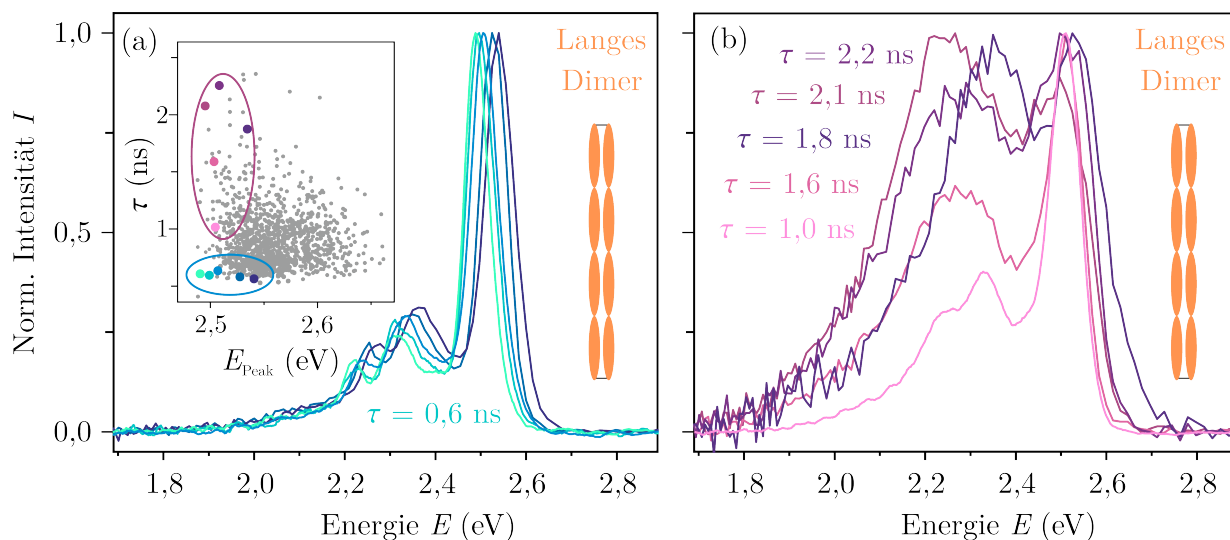 Norm. Intensität I
1,0
0,5
0,0
(a)
τ (ns)
2
1
2,5
2,6
E_Peak (eV)
Langes
Dimer
τ = 0,6 ns
1,8
2,0
2,2
2,4
2,6
2,8
Energie E (eV)
(b)
τ = 2,2 ns
τ = 2,1 ns
τ = 1,8 ns
τ = 1,6 ns
τ = 1,0 ns
Langes
Dimer
1,8
2,0
2,2
2,4
2,6
2,8
Energie E (eV)